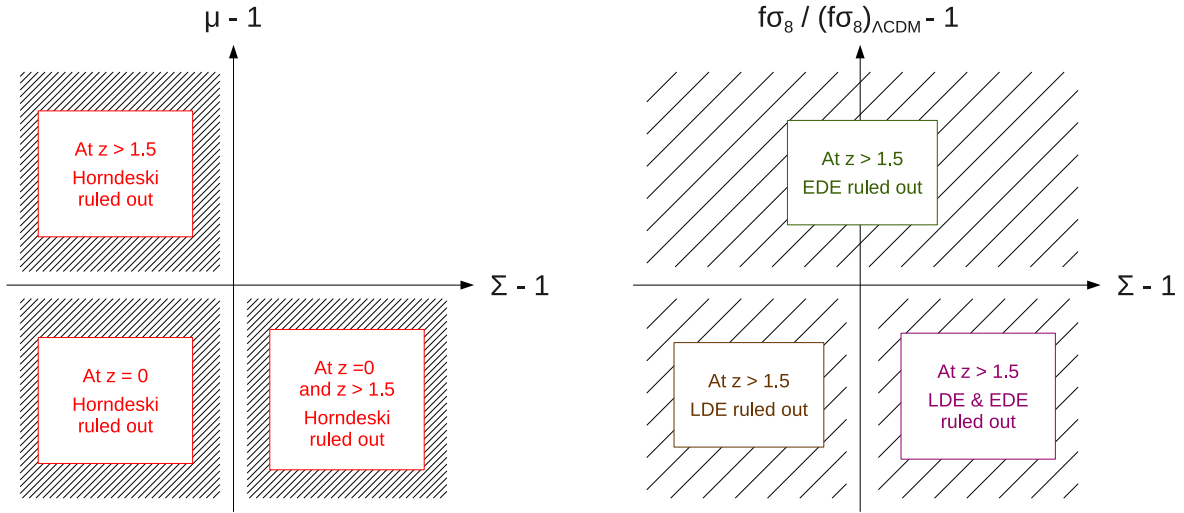 μ - 1
At z > 1.5
Horndeski
ruled out
Σ - 1
At z = 0
Horndeski
ruled out
At z =0
and z > 1.5
Horndeski
ruled out
fσ8 / (fσ8)ΛCDM - 1
At z > 1.5
EDE ruled out
Σ - 1
At z > 1.5
LDE ruled out
At z > 1.5
LDE & EDE
ruled out